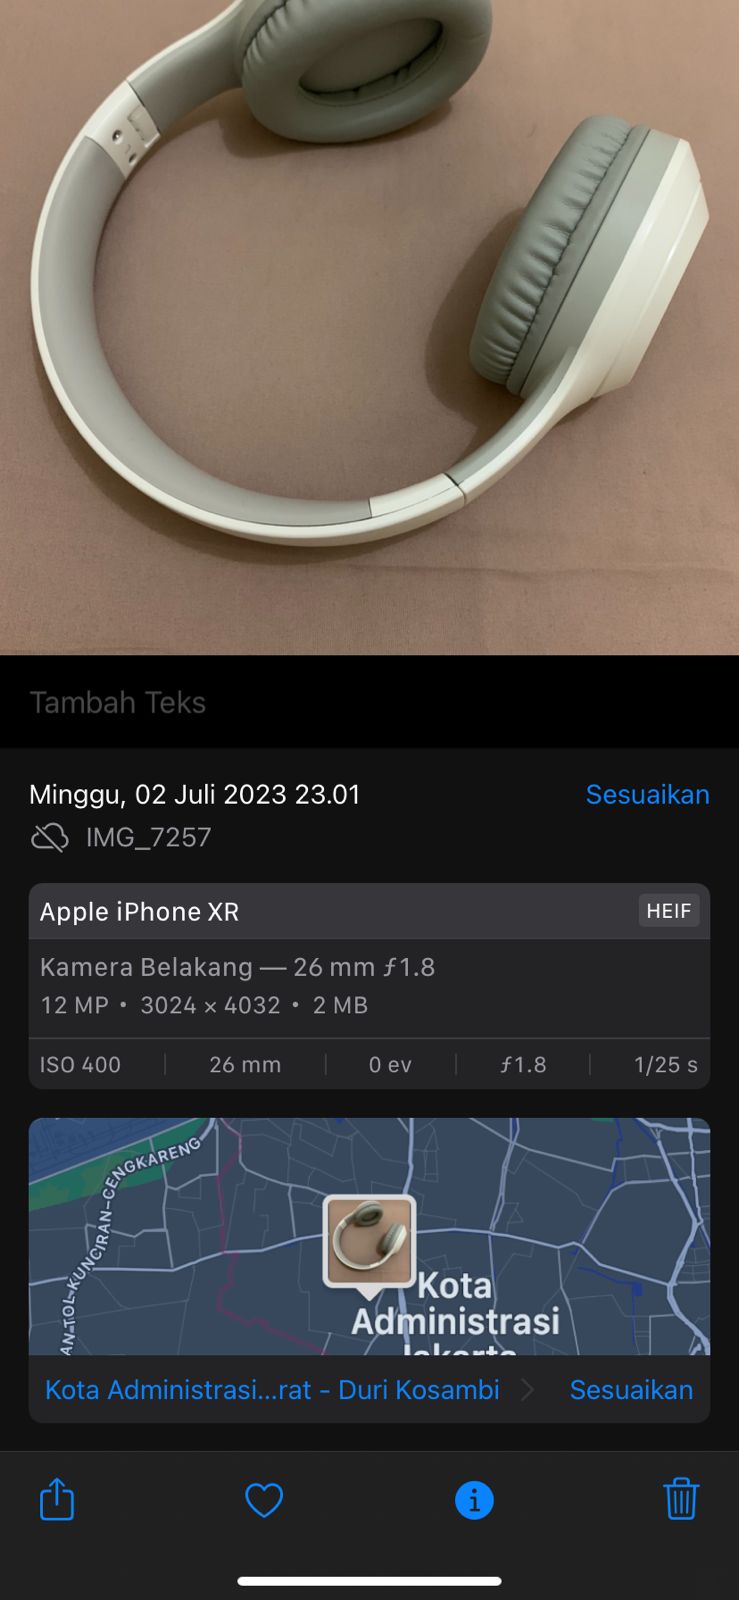 Tambah Teks
Minggu, 02 Juli 2023 23.01
Sesuaikan
IMG_7257
Apple iPhone XR
HEIF
Kamera Belakang — 26 mm ƒ1.8
12 MP • 3024 × 4032 • 2 MB
ISO 400 | 26 mm | 0 ev | ƒ1.8 | 1/25 s
AN TOL KUNCIRAN-CENGKARENG
Kota
Administrasi
Jakarta
Kota Administrasi...rat - Duri Kosambi
Sesuaikan